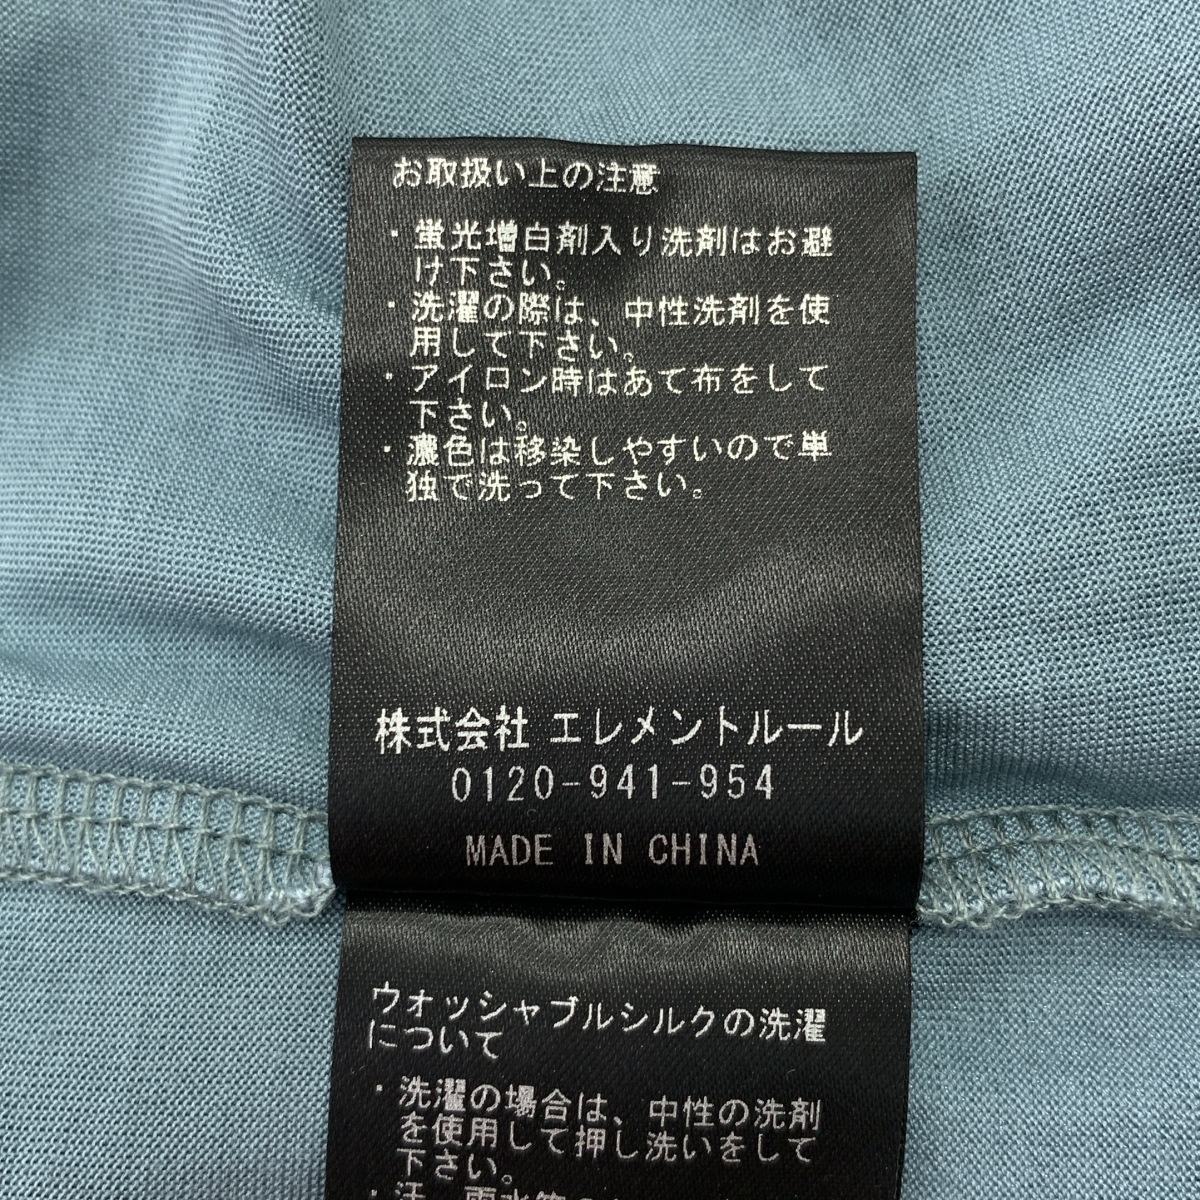 お取扱い上の注意
・蛍光増白剤入り洗剤はお避
け下さい。
・洗濯の際は、中性洗剤を使
用して下さい。
・アイロン時はあて布をして
下さい。
・濃色は移染しやすいので単
独で洗って下さい。
株式会社 エレメントルール
0120-941-954
MADE IN CHINA
ウォッシャブルシルクの洗濯
について
・洗濯の場合は、中性の洗剤
を使用して押し洗いをして
下さい。